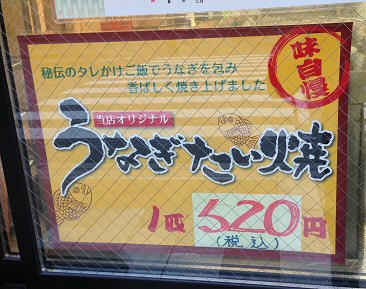 秘伝のタレかけご飯でうなぎを包み
香ばしく焼き上げました
味自慢
当店オリジナル
うなぎたい焼
1匹 520円
(税込)